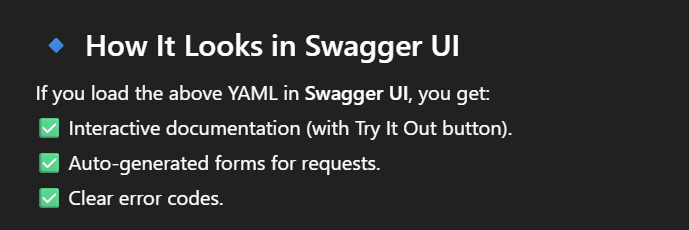 How It Looks in Swagger UI
If you load the above YAML in Swagger UI, you get:
Interactive documentation (with Try It Out button).
Auto-generated forms for requests.
Clear error codes.